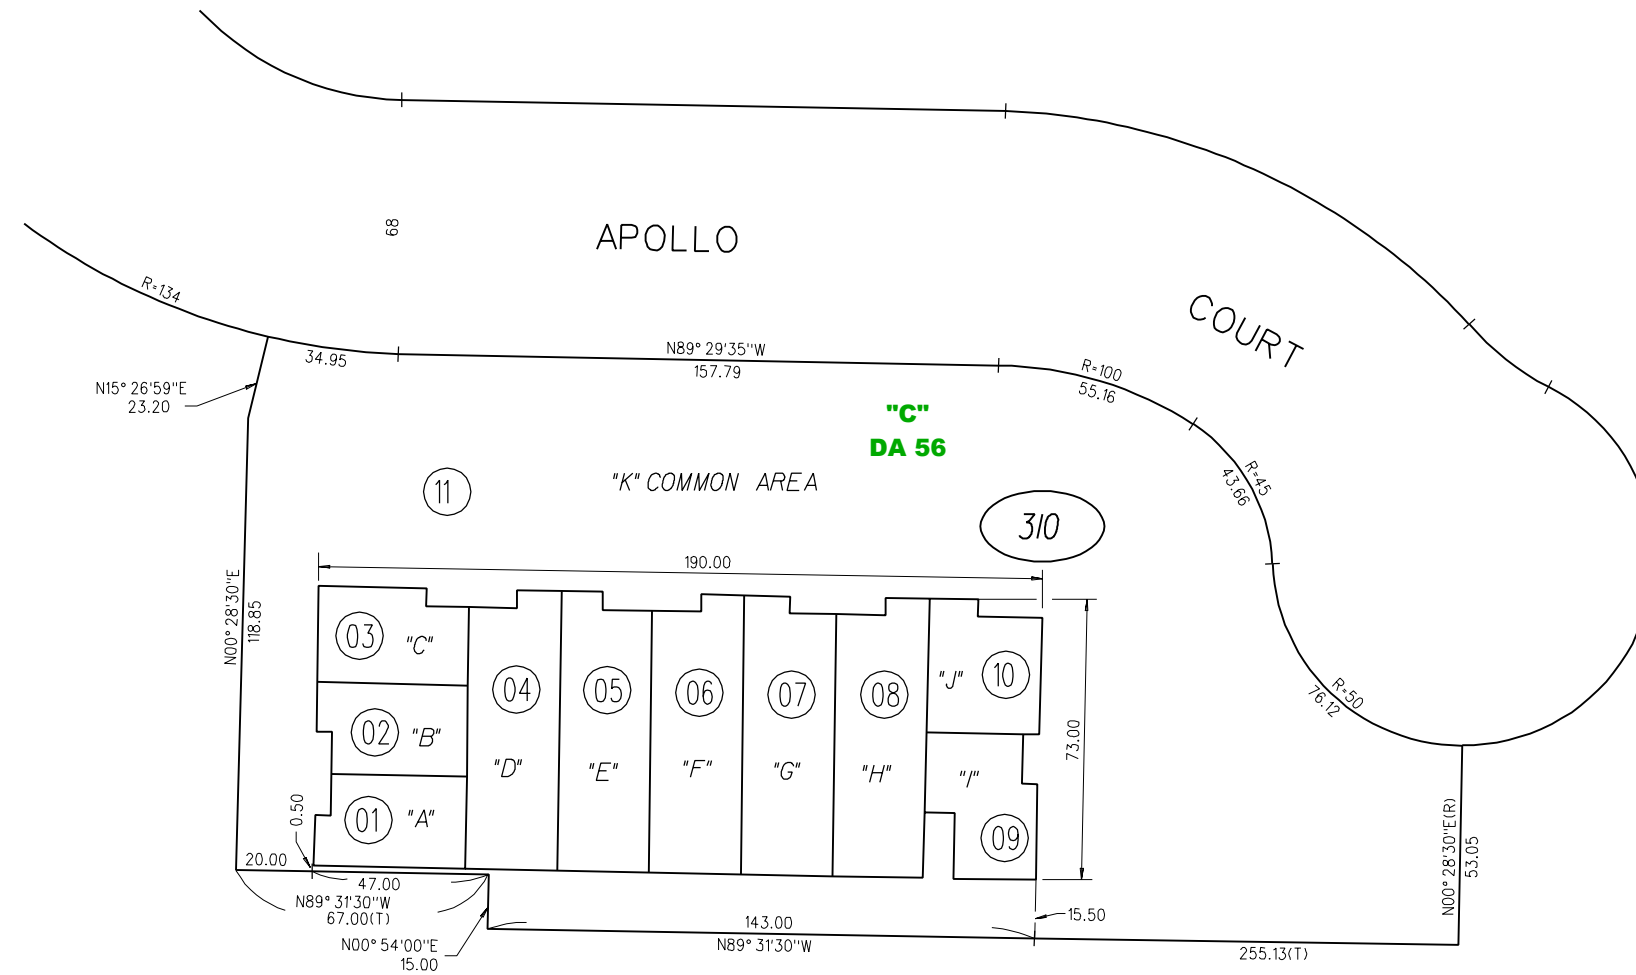 68
APOLLO
COURT
R=134
34.95
N89° 29'35"W
157.79
R=100
55.16
N15° 26'59"E
23.20
"C"
DA 56
R=45
43.66
"K" COMMON AREA
11
310
190.00
N00° 28'30"E
118.85
03 "C"
04
05
06
07
08
"J" 10
R=50
76.12
02 "B"
73.00
"D"
"E"
"F"
"G"
"H"
"I"
0.50
01 "A"
09
N00° 28'30"E(R)
53.05
20.00
47.00
N89° 31'30"W
67.00(T)
143.00
N89° 31'30"W
15.50
N00° 54'00"E
15.00
255.13(T)